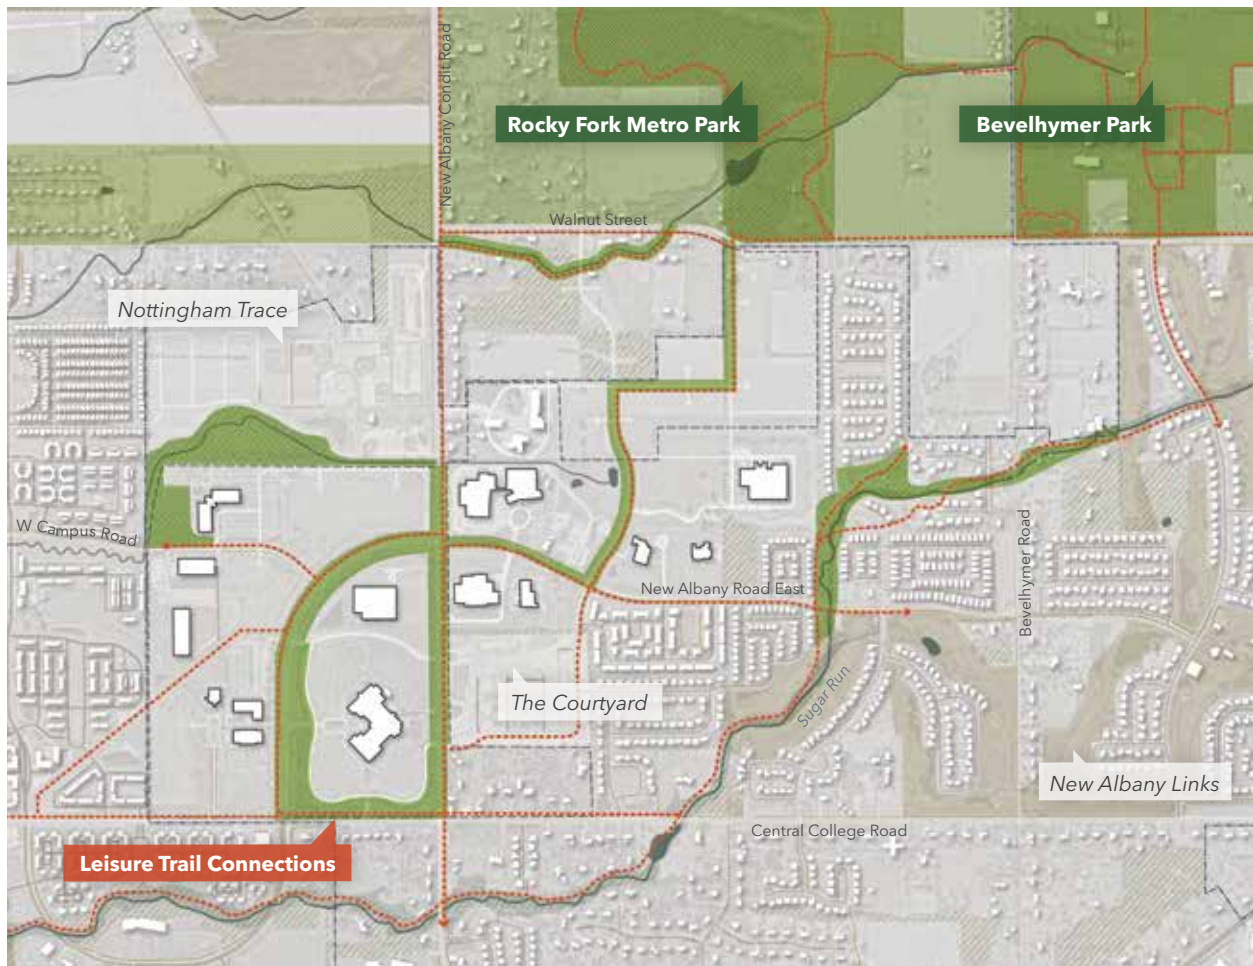 New Albany Condit Road
Rocky Fork Metro Park
Bevelhymer Park
Walnut Street
Nottingham Trace
W Campus Road
New Albany Road East
Bevelhymer Road
The Courtyard
Sugar Run
New Albany Links
Central College Road
Leisure Trail Connections